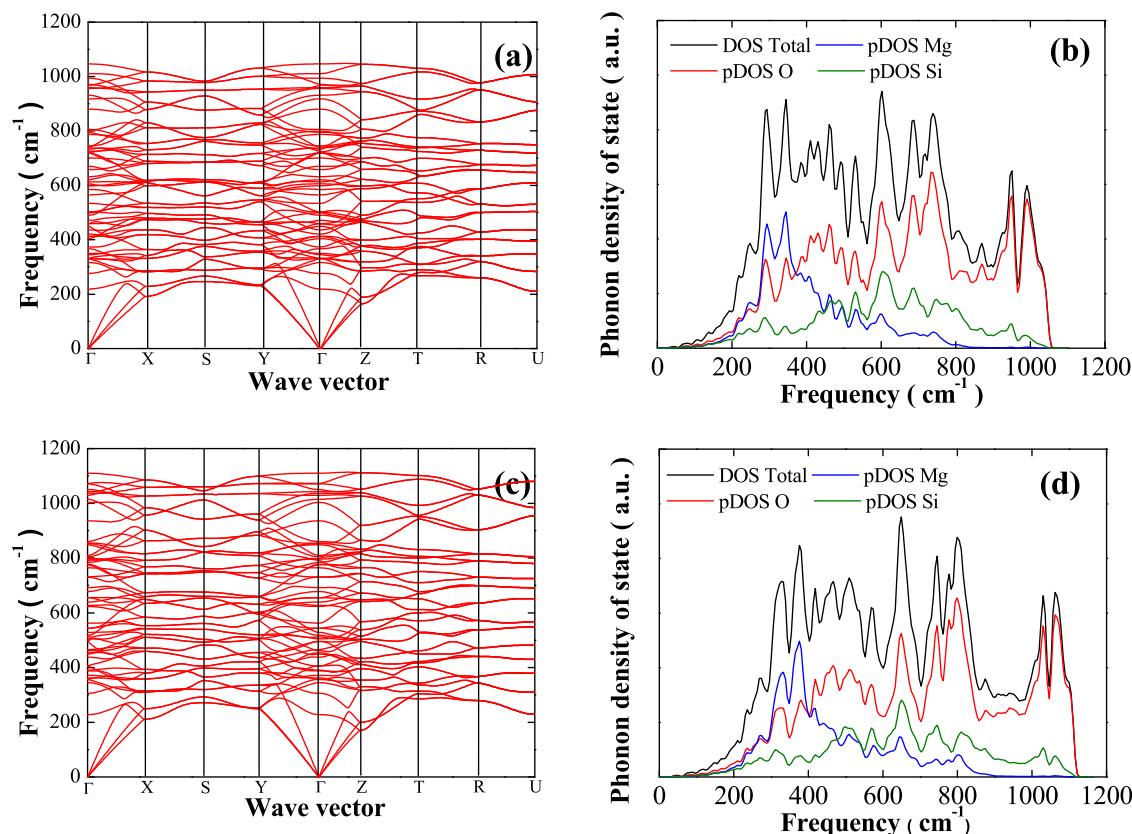 (a)
1200
1000
800
600
400
200
0
Frequency ( cm-1 )
Γ X S Y Γ Z T R U
Wave vector
(b)
DOS Total pDOS Mg
pDOS O pDOS Si
Phonon density of state ( a.u. )
0 200 400 600 800 1000 1200
Frequency ( cm-1 )
(c)
1200
1000
800
600
400
200
0
Frequency ( cm-1 )
Γ X S Y Γ Z T R U
Wave vector
(d)
DOS Total pDOS Mg
pDOS O pDOS Si
Phonon density of state ( a.u. )
0 200 400 600 800 1000 1200
Frequency ( cm-1)